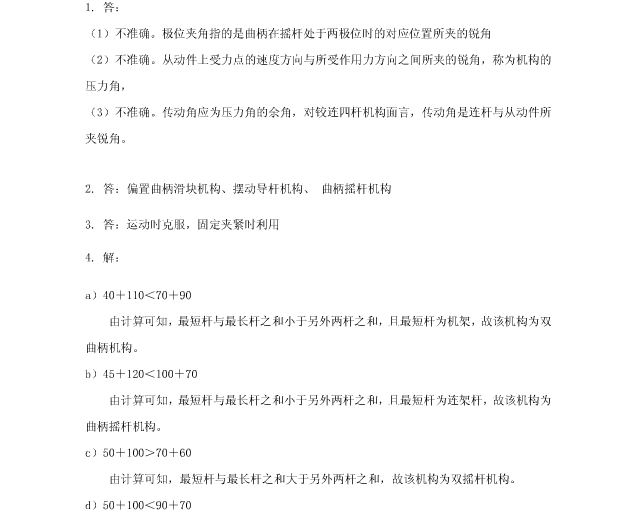 1. 答：
（1）不准确。极位夹角指的是曲柄在摇杆处于两极位时的对应位置所夹的锐角
（2）不准确。从动件上受力点的速度方向与所受作用力方向之间所夹的锐角，称为机构的
压力角，
（3）不准确。传动角应为压力角的余角，对铰连四杆机构面言，传动角是连杆与从动件所
夹锐角。
2. 答：偏置曲柄滑块机构、摆动导杆机构、 曲柄摇杆机构
3. 答：运动时克服，固定夹紧时利用
4. 解：
a）40＋110＜70＋90
由计算可知，最短杆与最长杆之和小于另外两杆之和，且最短杆为机架，故该机构为双
曲柄机构。
b）45＋120＜100＋70
由计算可知，最短杆与最长杆之和小于另外两杆之和，且最短杆为连架杆，故该机构为
曲柄摇杆机构。
c）50＋100＞70＋60
由计算可知，最短杆与最长杆之和大于另外两杆之和，故该机构为双摇杆机构。
d）50＋100＜90＋70